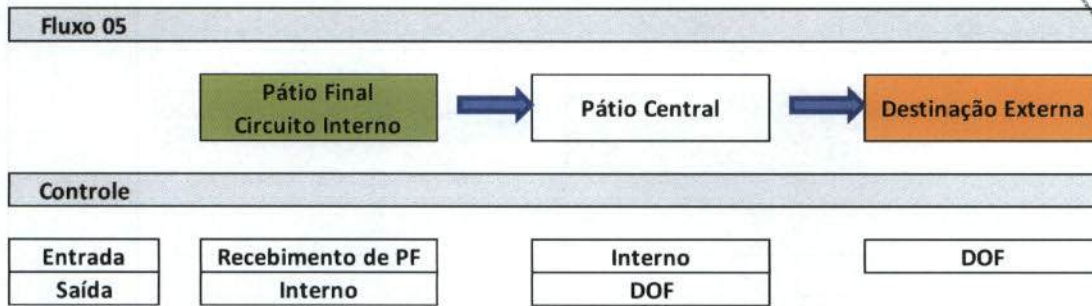 Fluxo 05
Pátio Final
Circuito Interno
Pátio Central
Destinação Externa
Controle
Entrada
Recebimento de PF
Interno
DOF
Saída
Interno
DOF